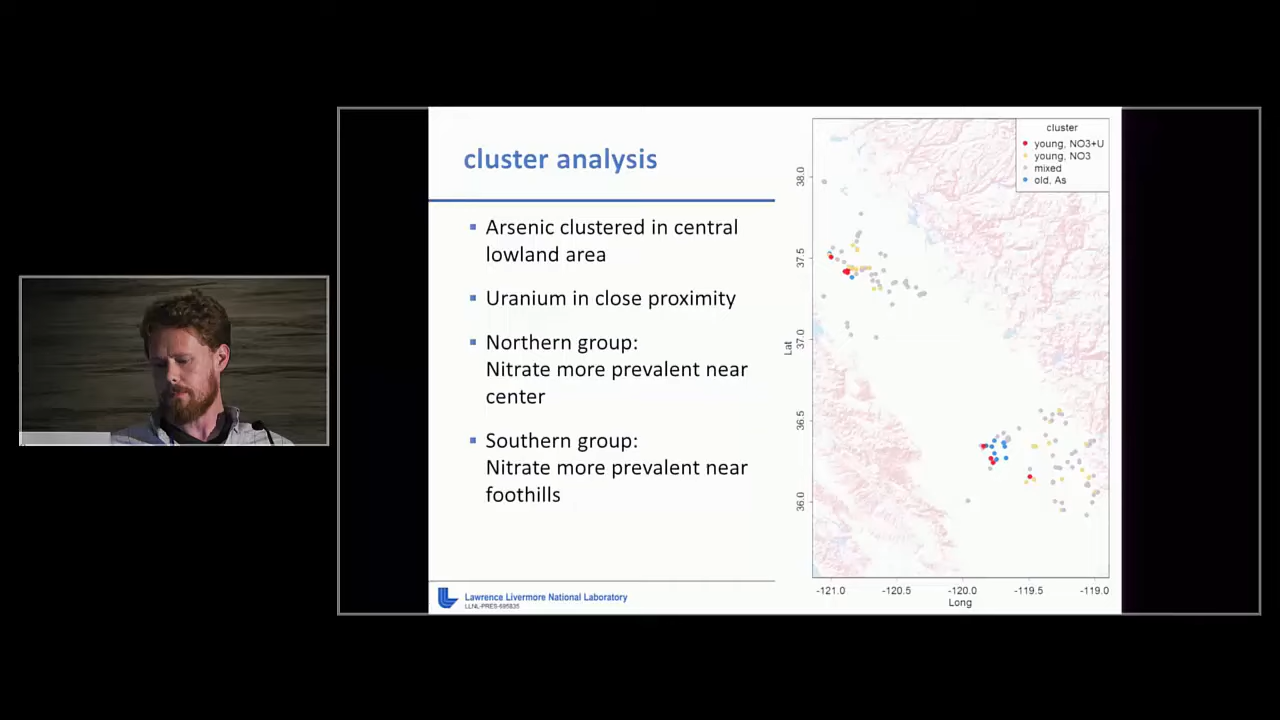 cluster analysis
Arsenic clustered in central
lowland area
Uranium in close proximity
Northern group:
Nitrate more prevalent near
center
Southern group:
Nitrate more prevalent near
foothills
Lawrence Livermore National Laboratory
LLNL-PRES-695835
cluster
young, NO3+U
young, NO3
mixed
old, As
38.0
37.5
37.0
36.5
36.0
Lat
-121.0 -120.5 -120.0 -119.5 -119.0
Long